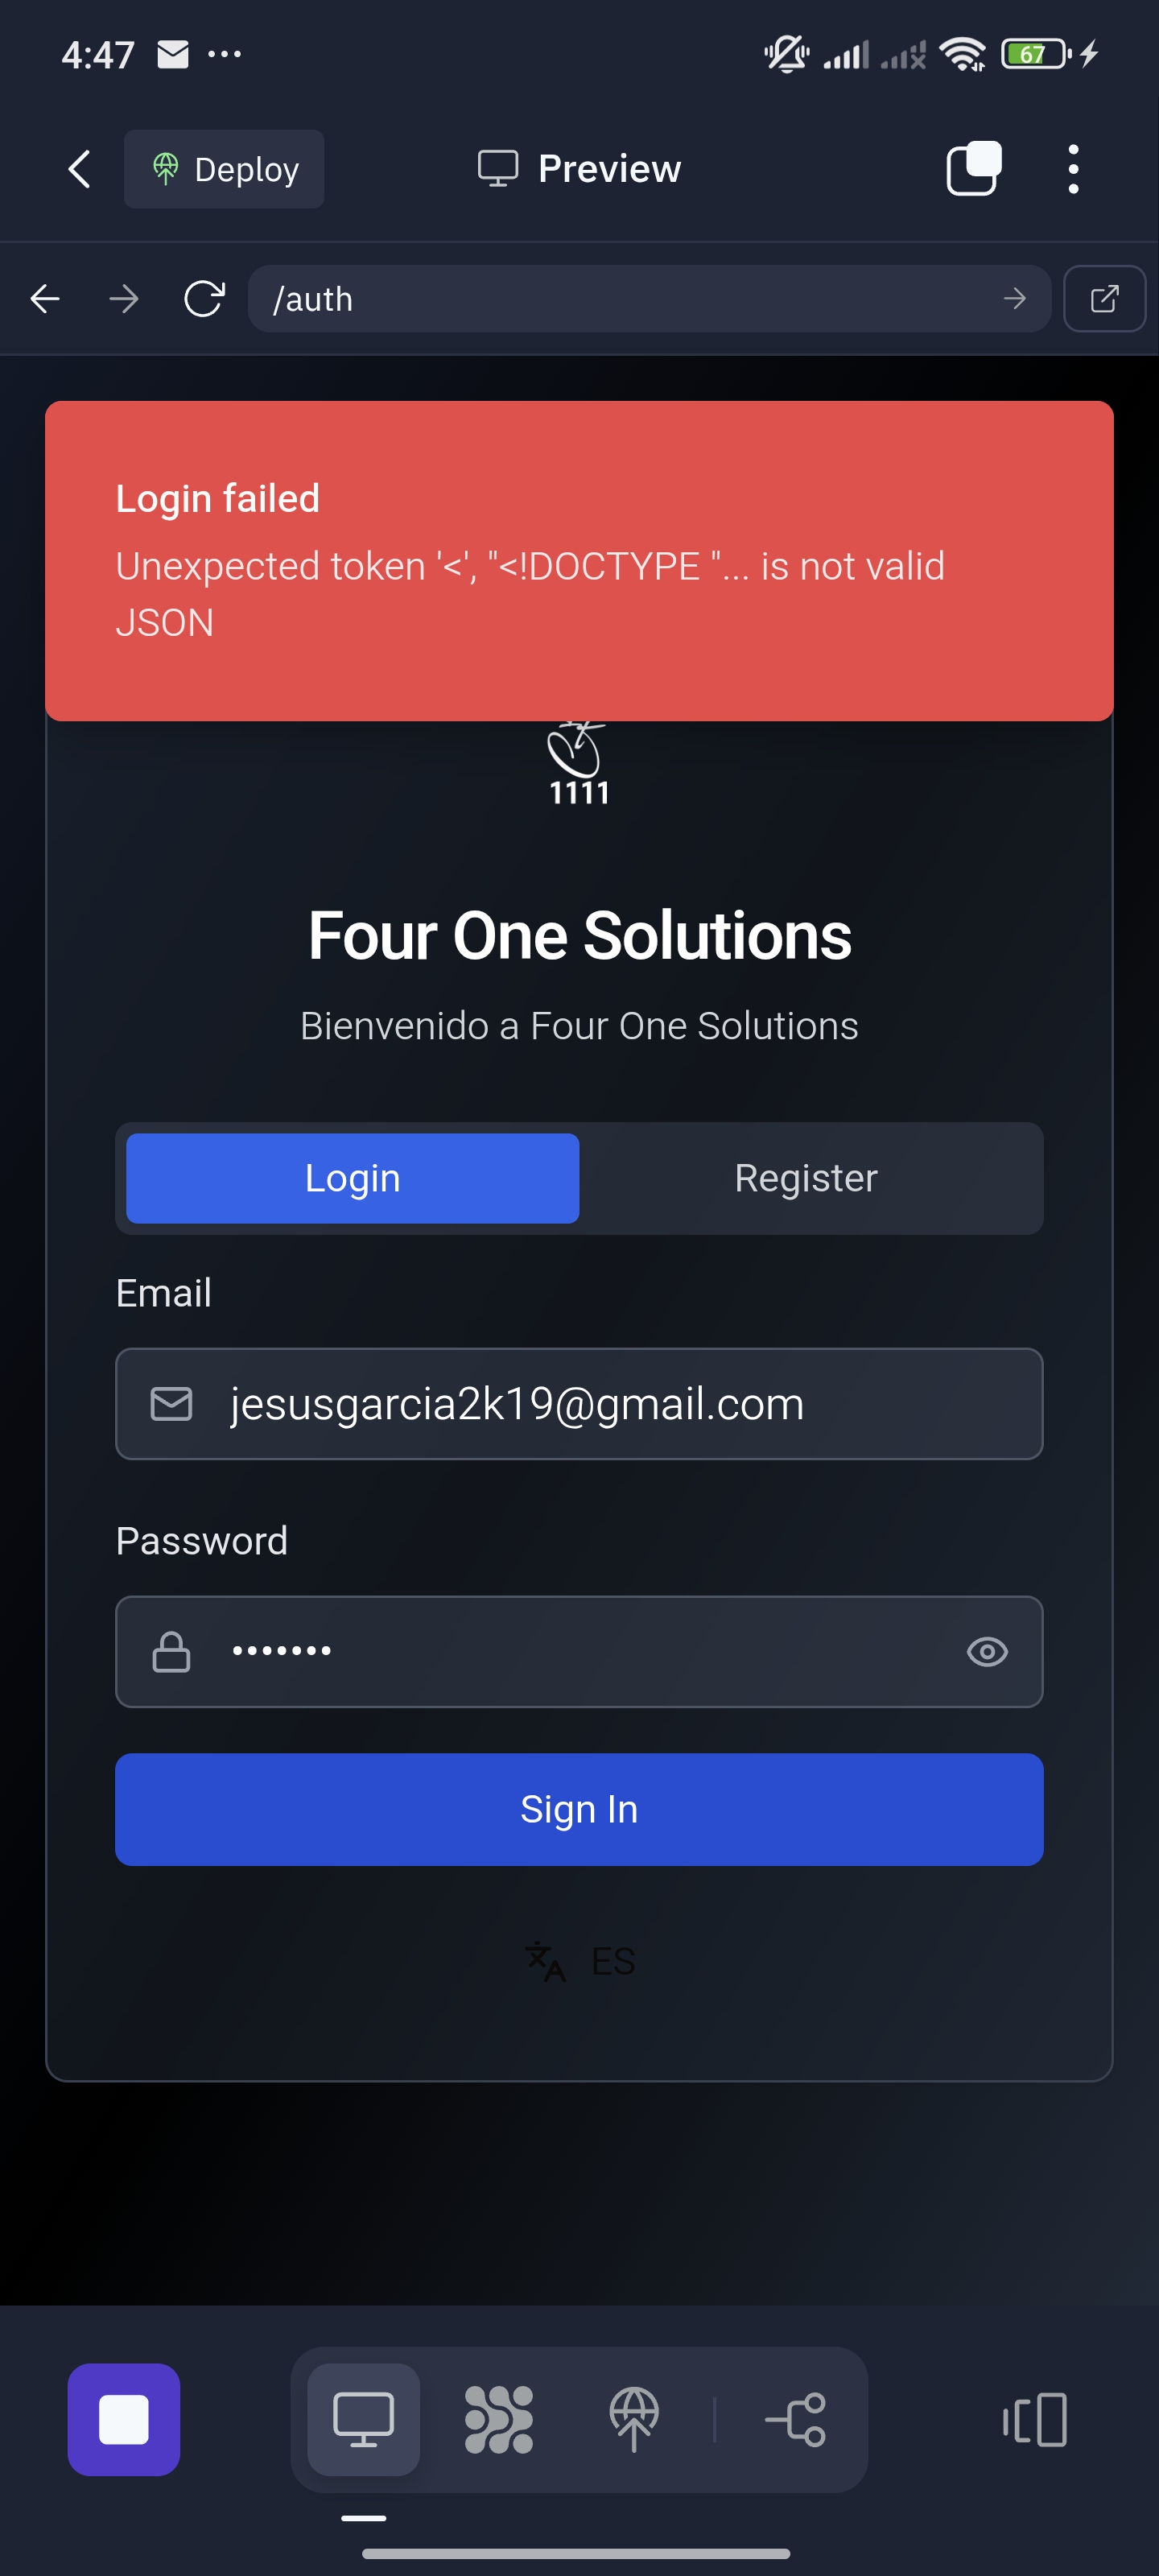 4:47
67
Deploy
Preview
/auth
Login failed
Unexpected token '<', "<!DOCTYPE "... is not valid
JSON
1111
Four One Solutions
Bienvenido a Four One Solutions
Login
Register
Email
jesusgarcia2k19@gmail.com
Password
Sign In
ES